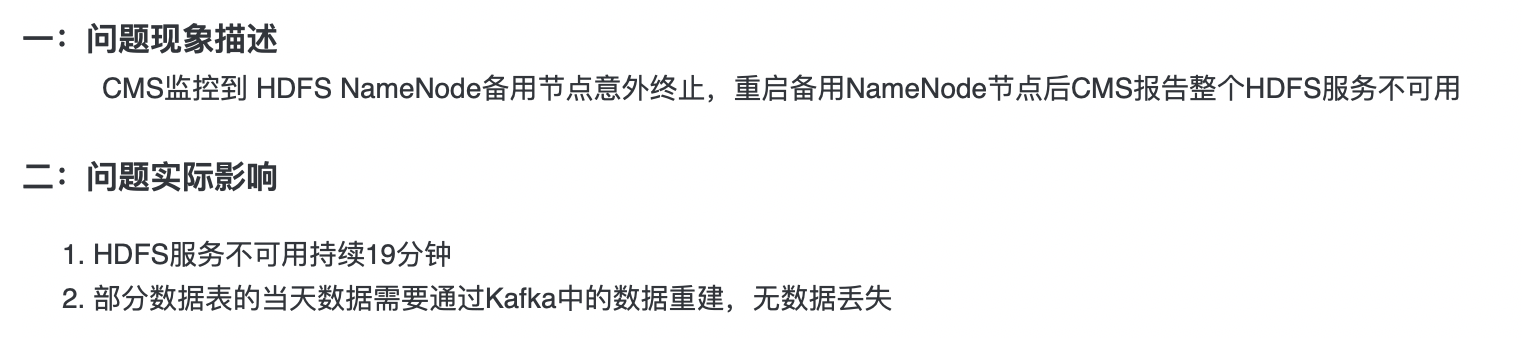 一：问题现象描述
CMS监控到 HDFS NameNode备用节点意外终止，重启备用NameNode节点后CMS报告整个HDFS服务不可用
二：问题实际影响
1. HDFS服务不可用持续19分钟
2. 部分数据表的当天数据需要通过Kafka中的数据重建，无数据丢失